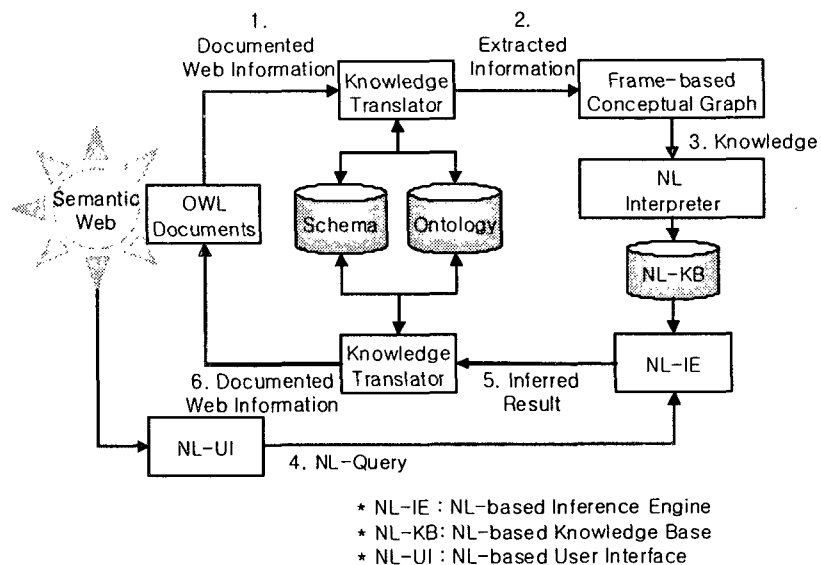 1.
Documented
Web Information
2.
Extracted
Information
Knowledge
Translator
Frame-based
Conceptual Graph
3. Knowledge
Semantic
Web
OWL
Documents
Schema
Ontology
NL
Interpreter
NL-KB
Knowledge
Translator
NL-IE
6. Documented
Web Information
5. Inferred
Result
NL-UI
4. NL-Query
* NL-IE : NL-based Inference Engine
* NL-KB: NL-based Knowledge Base
* NL-UI : NL-based User Interface